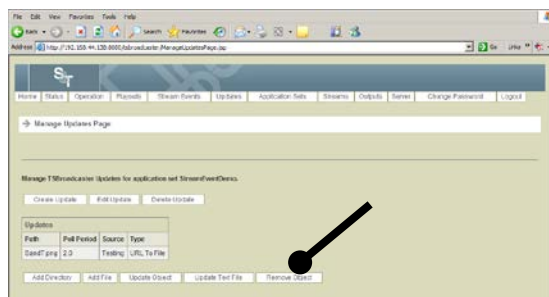 File Edit View Favorites Tools Help
Back Search Favorites
Address http://192.168.44.138:8080/tsbroadcaster/ManageUpdatesPage.jsp Go Links
S&T
Home Status Operation Playouts Stream Events Updates Application Sets Streams Outputs Server Change Password Logout
Manage Updates Page
Manage TSBroadcaster Updates for application set StreamEventDemo.
Create Update Edit Update Delete Update
Updates
Path Poll Period Source Type
SandT.png 2.0 Testing URL To File
Add Directory Add File Update Object Update Text File Remove Object